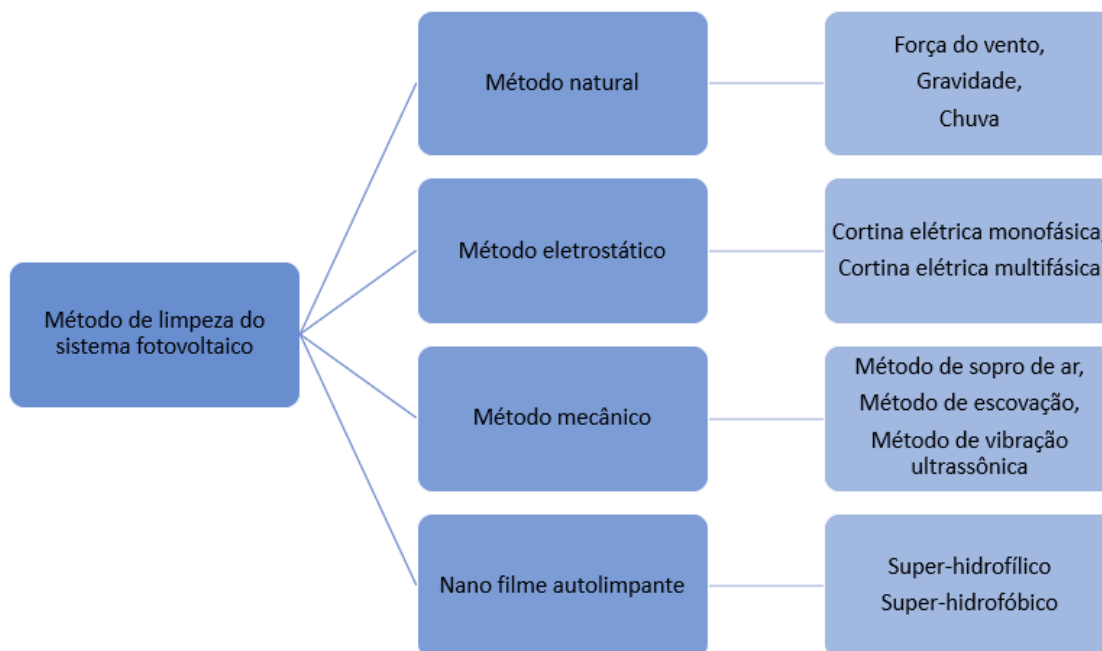 Método de limpeza do
sistema fotovoltaico
Método natural
Força do vento,
Gravidade,
Chuva
Método eletrostático
Cortina elétrica monofásica,
Cortina elétrica multifásica
Método mecânico
Método de sopro de ar,
Método de escovação,
Método de vibração
ultrassônica
Nano filme autolimpante
Super-hidrofílico
Super-hidrofóbico